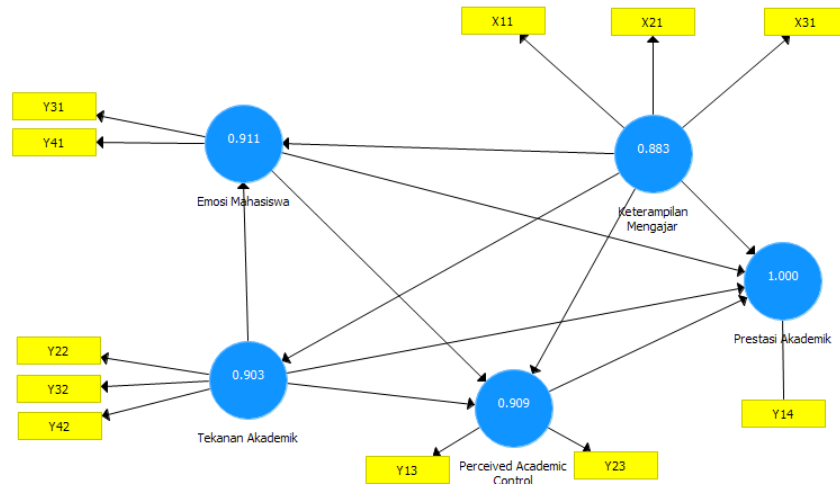 X11
X21
X31
Y31
Y41
0.911
Emosi Mahasiswa
0.883
Keterampilan
Mengajar
1.000
Prestasi Akademik
Y22
Y32
Y42
0.903
Tekanan Akademik
0.909
Perceived Academic
Control
Y13
Y23
Y14